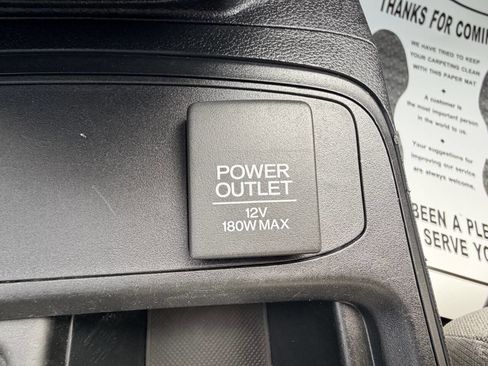 POWER
OUTLET
12V
180W MAX
THANKS FOR COMIN
WE HAVE TRIED TO KEEP
YOUR CARPETING CLEAN
WITH THIS PAPER MAT
A customer is
the most important person
in the world to us.
Your suggestions for
improving our service
are always welcome.
BEEN A PLE
SERVE YO